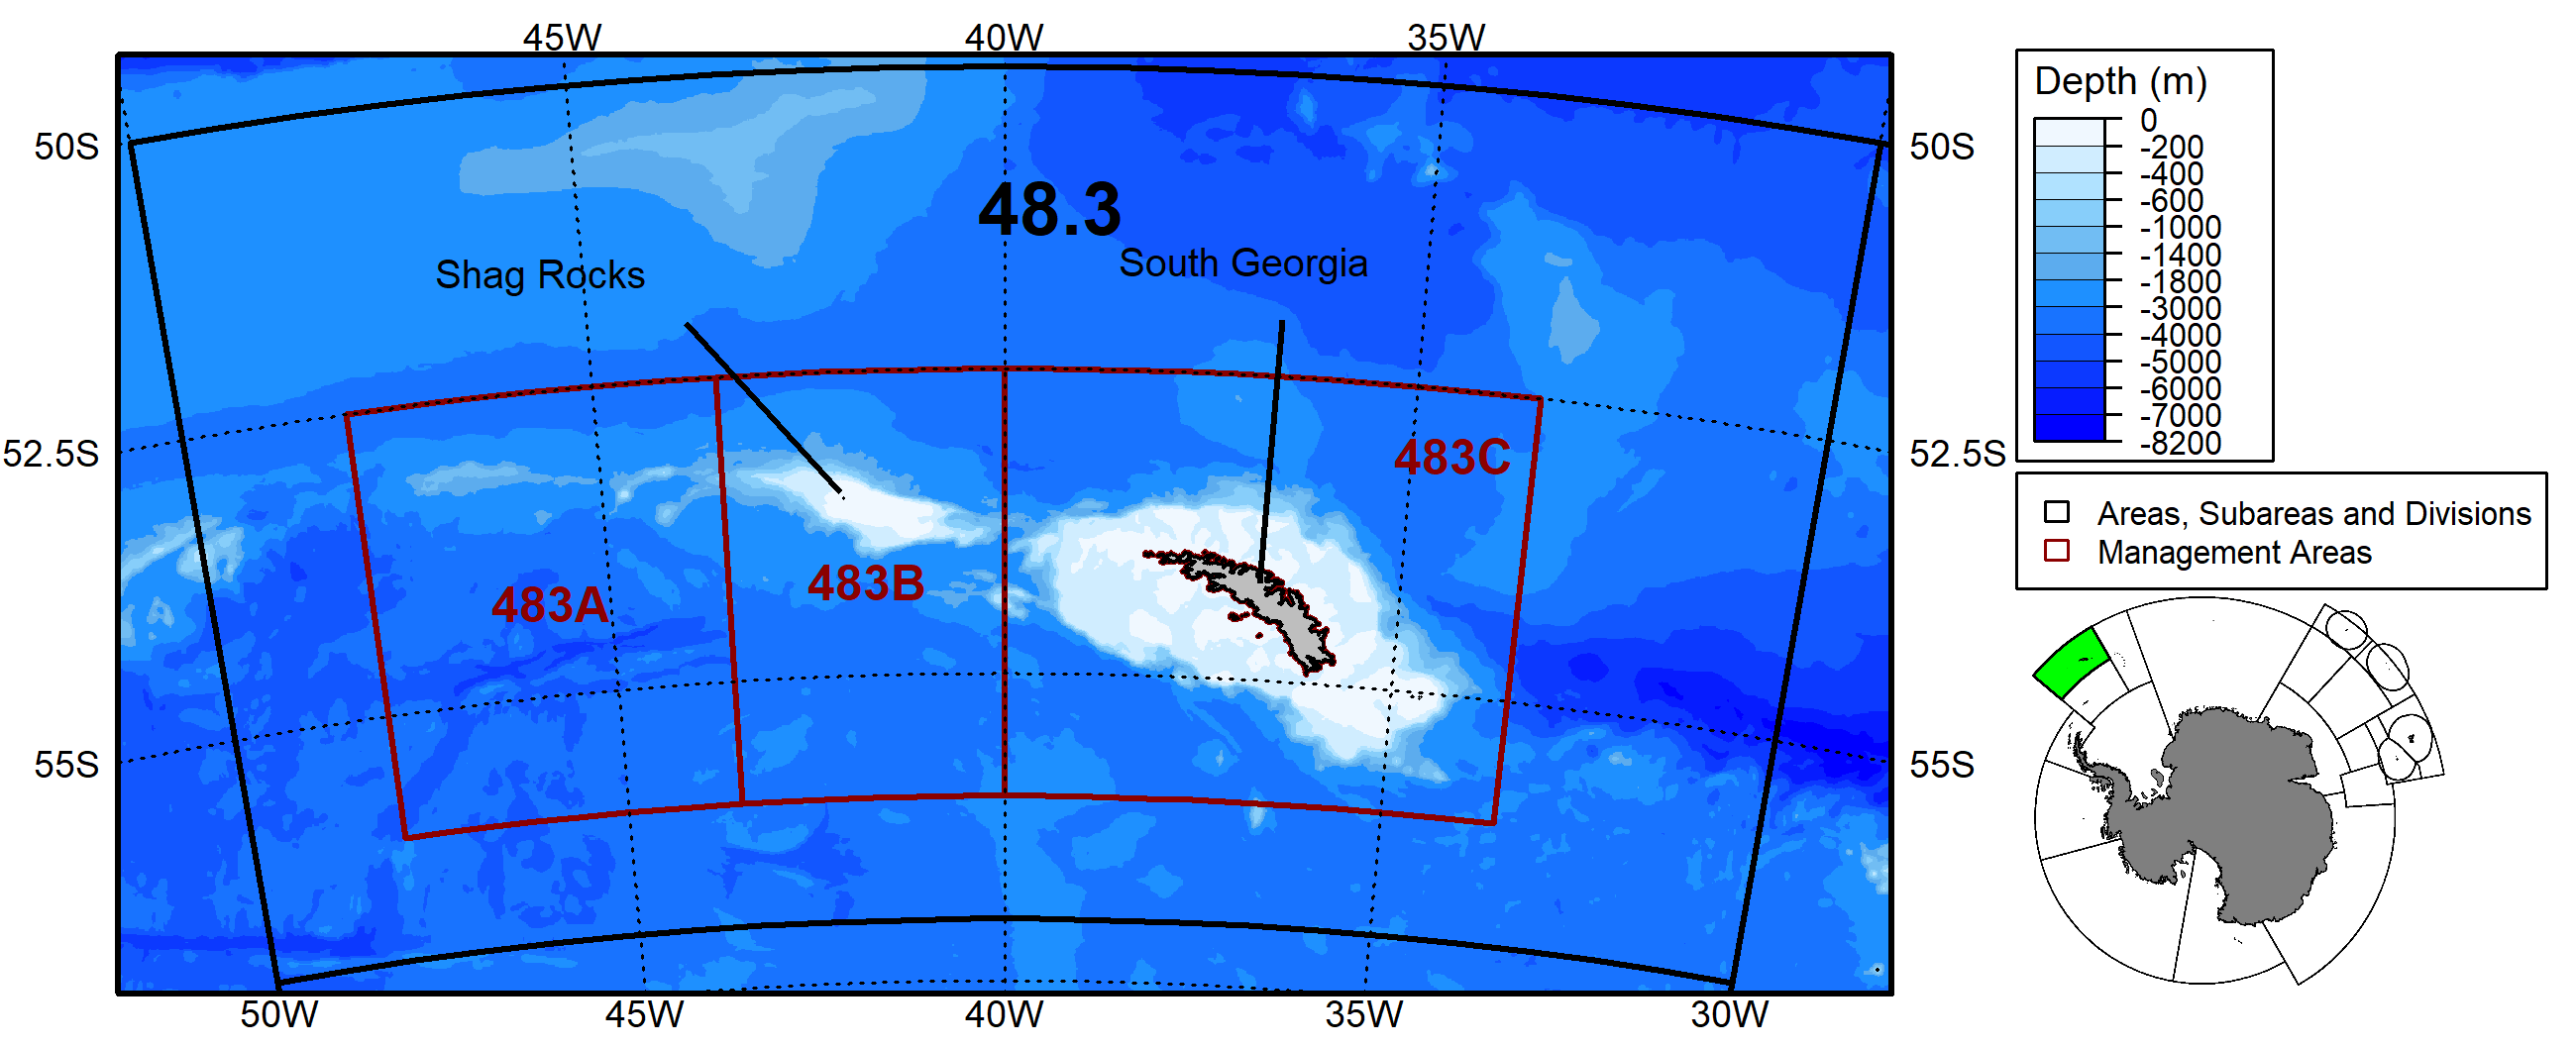 45W 40W 35W
50S 50S
48.3
Shag Rocks South Georgia
52.5S 483C 52.5S
483A 483B
55S 55S
50W 45W 40W 35W 30W
Depth (m)
0
-200
-400
-600
-1000
-1400
-1800
-3000
-4000
-5000
-6000
-7000
-8200
Areas, Subareas and Divisions
Management Areas